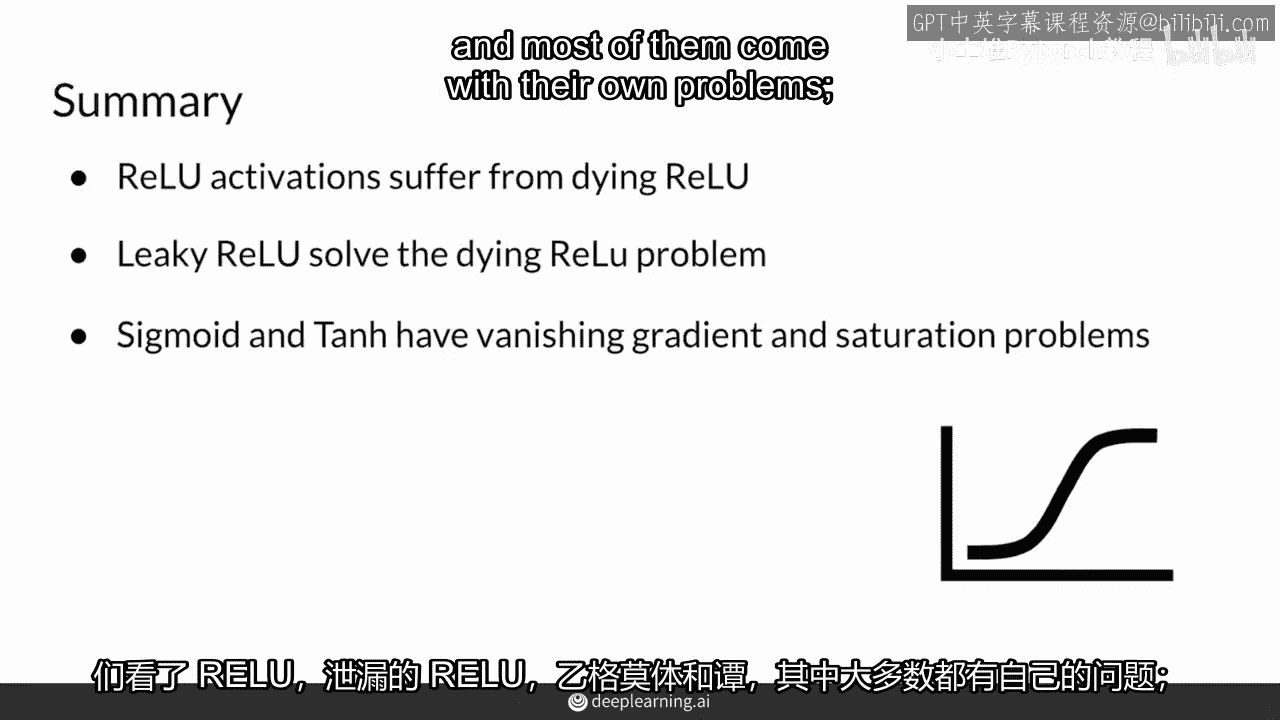 GPT中英字幕课程资源@bilibili.com
and most of them come
with their own problems;
Summary
● ReLU activations suffer from dying ReLU
● Leaky ReLU solve the dying ReLu problem
● Sigmoid and Tanh have vanishing gradient and saturation problems
们看了 RELU，泄漏的 RELU，乙格莫体和谭，其中大多数都有自己的问题；
deeplearning.ai